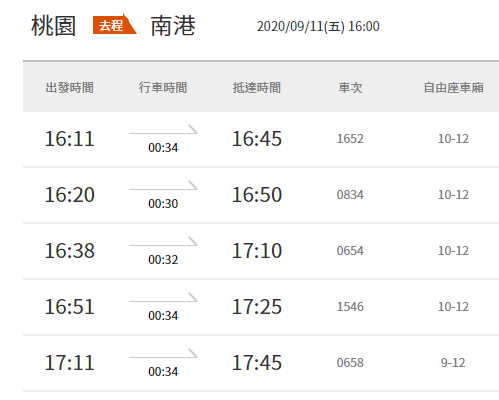 桃園 去程 南港 2020/09/11(五) 16:00
出發時間 行車時間 抵達時間 車次 自由座車廂
16:11 00:34 16:45 1652 10-12
16:20 00:30 16:50 0834 10-12
16:38 00:32 17:10 0654 10-12
16:51 00:34 17:25 1546 10-12
17:11 00:34 17:45 0658 9-12